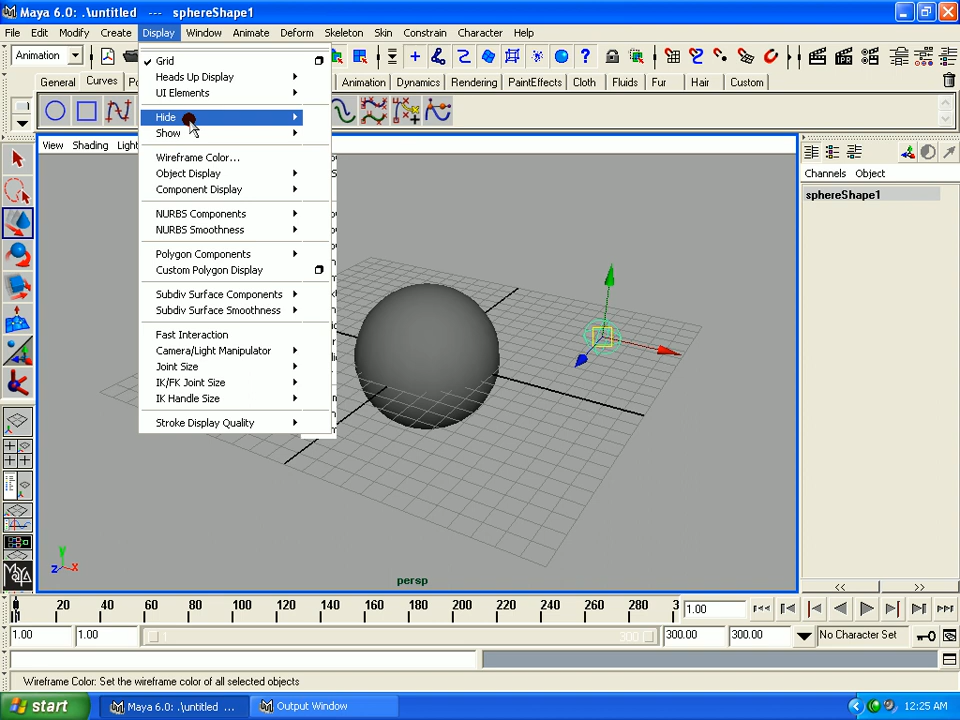 Maya 6.0: .\untitled --- sphereShape1
File Edit Modify Create Display Window Animate Deform Skeleton Skin Constrain Character Help
Animation
General Curves Animation Dynamics Rendering PaintEffects Cloth Fluids Fur Hair Custom
View Shading
Grid
Heads Up Display
UI Elements
Hide
Show
Wireframe Color...
Object Display
Component Display
NURBS Components
NURBS Smoothness
Polygon Components
Custom Polygon Display
Subdiv Surface Components
Subdiv Surface Smoothness
Fast Interaction
Camera/Light Manipulator
Joint Size
IK/FK Joint Size
IK Handle Size
Stroke Display Quality
Channels Object
sphereShape1
y
z x
persp
20 40 60 80 100 120 140 160 180 200 220 240 260 280 3
1.00
1.00 1.00 1 300 300.00 300.00 No Character Set
Wireframe Color: Set the wireframe color of all selected objects
start Maya 6.0: .\untitled ... Output Window 12:25 AM